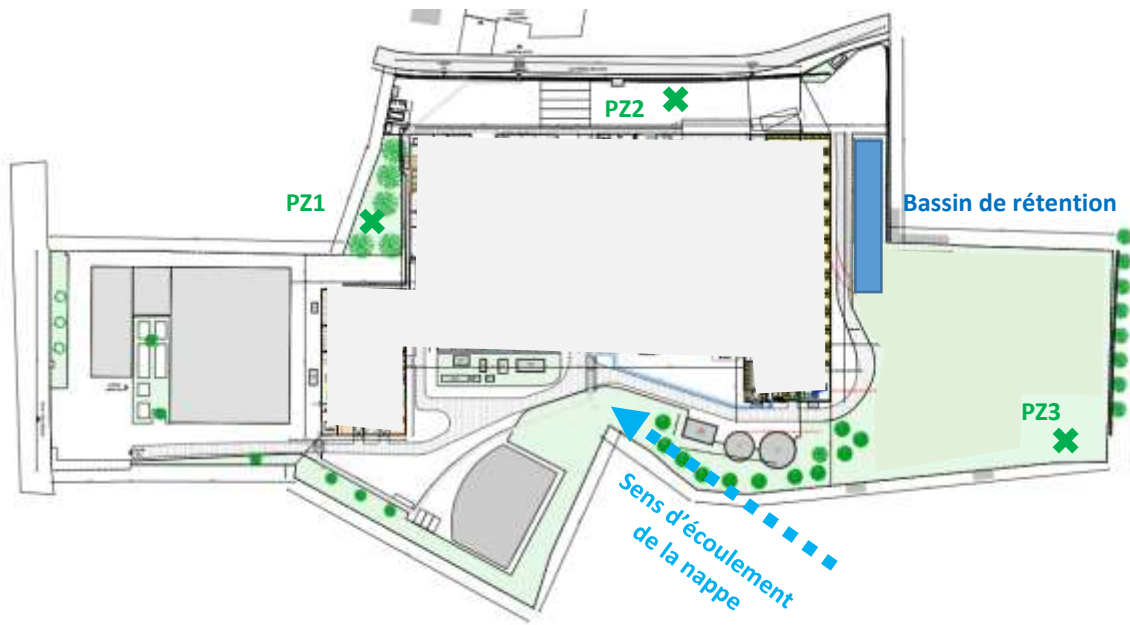 PZ2
PZ1
Bassin de rétention
PZ3
Sens d'écoulement
de la nappe